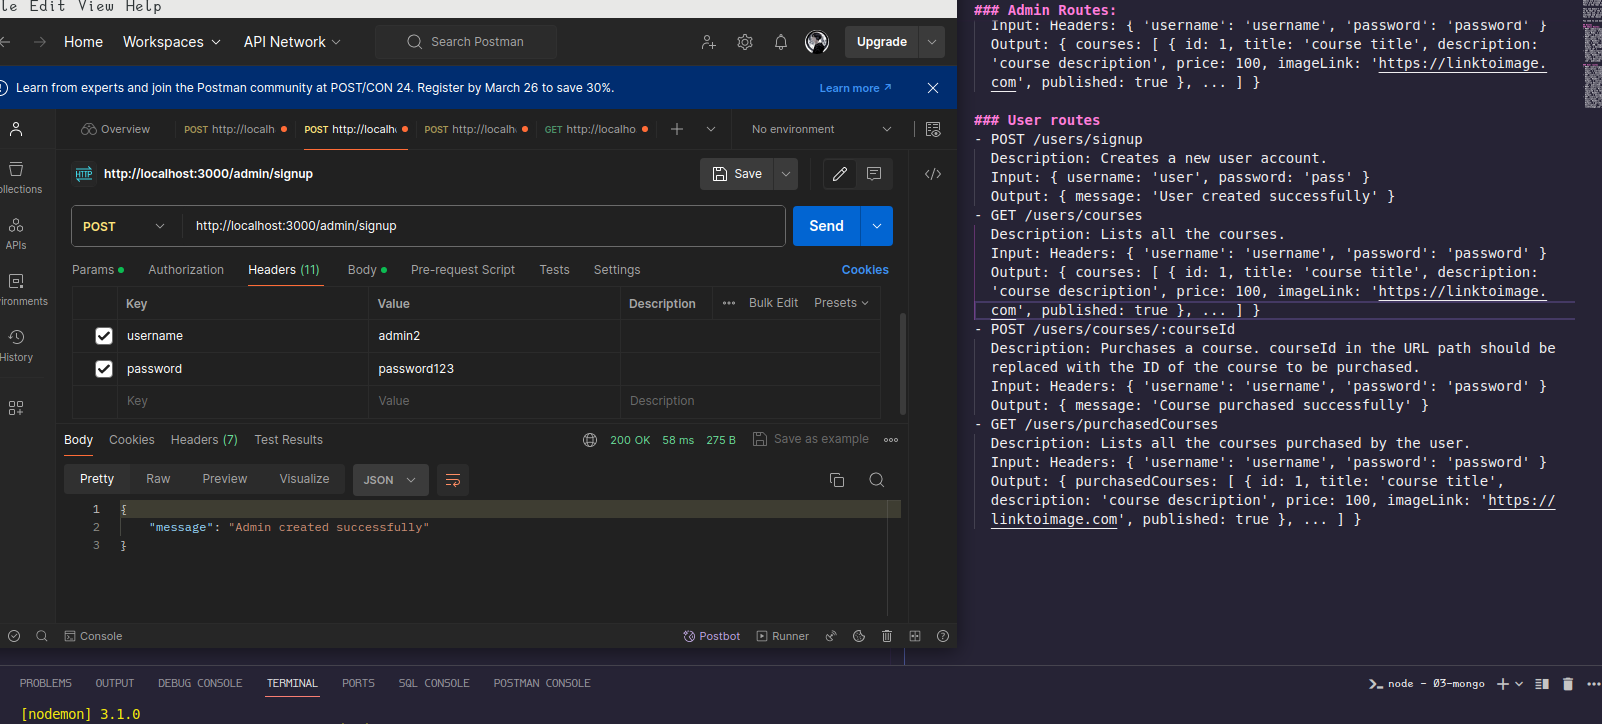 le Edit View Help
Home Workspaces API Network Search Postman Upgrade
Learn from experts and join the Postman community at POST/CON 24. Register by March 26 to save 30%. Learn more
Overview POST http://localh POST http://localh POST http://localh GET http://localho No environment
HTTP http://localhost:3000/admin/signup Save
ollections
POST http://localhost:3000/admin/signup Send
APIs
Params Authorization Headers (11) Body Pre-request Script Tests Settings Cookies
ironments
Key Value Description Bulk Edit Presets
username admin2
History
password password123
Key Value Description
Body Cookies Headers (7) Test Results 200 OK 58 ms 275 B Save as example
Pretty Raw Preview Visualize JSON
1 {
2 "message": "Admin created successfully"
3 }
Console Postbot Runner
### Admin Routes:
Input: Headers: { 'username': 'username', 'password': 'password' }
Output: { courses: [ { id: 1, title: 'course title', description:
'course description', price: 100, imageLink: 'https://linktoimage.
com', published: true }, ... ] }
### User routes
- POST /users/signup
Description: Creates a new user account.
Input: { username: 'user', password: 'pass' }
Output: { message: 'User created successfully' }
- GET /users/courses
Description: Lists all the courses.
Input: Headers: { 'username': 'username', 'password': 'password' }
Output: { courses: [ { id: 1, title: 'course title', description:
'course description', price: 100, imageLink: 'https://linktoimage.
com', published: true }, ... ] }
- POST /users/courses/:courseId
Description: Purchases a course. courseId in the URL path should be
replaced with the ID of the course to be purchased.
Input: Headers: { 'username': 'username', 'password': 'password' }
Output: { message: 'Course purchased successfully' }
- GET /users/purchasedCourses
Description: Lists all the courses purchased by the user.
Input: Headers: { 'username': 'username', 'password': 'password' }
Output: { purchasedCourses: [ { id: 1, title: 'course title',
description: 'course description', price: 100, imageLink: 'https://
linktoimage.com', published: true }, ... ] }
PROBLEMS OUTPUT DEBUG CONSOLE TERMINAL PORTS SQL CONSOLE POSTMAN CONSOLE node - 03-mongo
[nodemon] 3.1.0